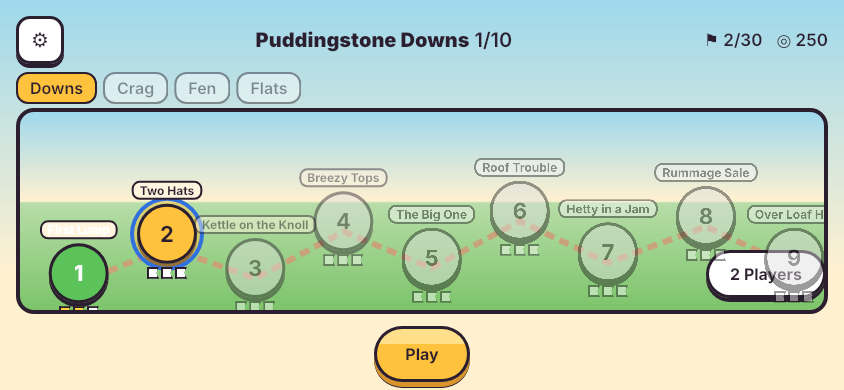 Puddingstone Downs 1/10
2/30
250
Downs
Crag
Fen
Flats
Roof Trouble
Rummage Sale
Breezy Tops
Two Hats
Hetty in a Jam
The Big One
Over Loaf H
Kettle on the Knoll
1
2
3
4
5
6
7
8
9
2 Players
Play